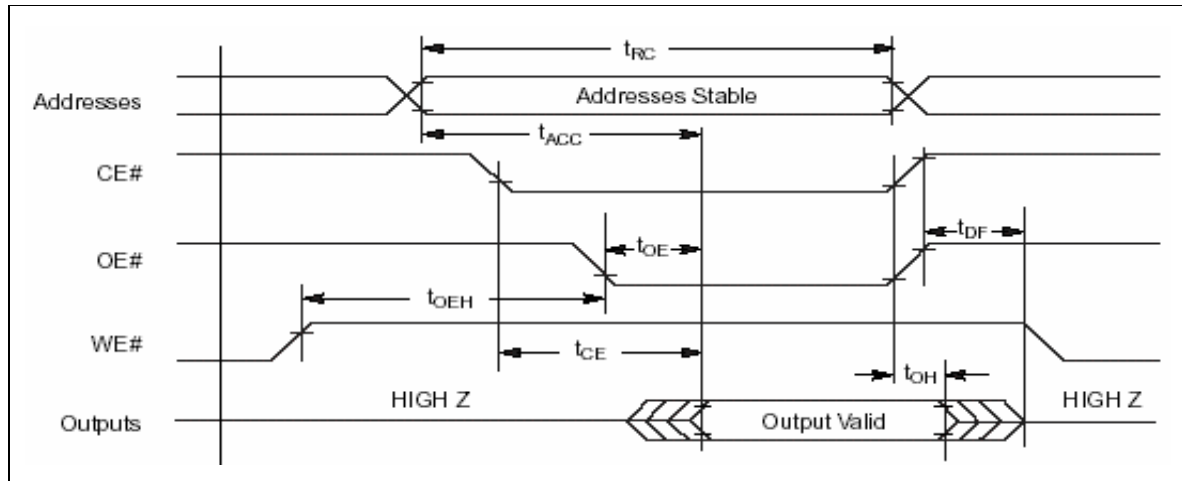 tRC
Addresses
Addresses Stable
tACC
CE#
OE#
tOE
tDF
tOEH
WE#
tCE
tOH
HIGH Z
HIGH Z
Outputs
Output Valid